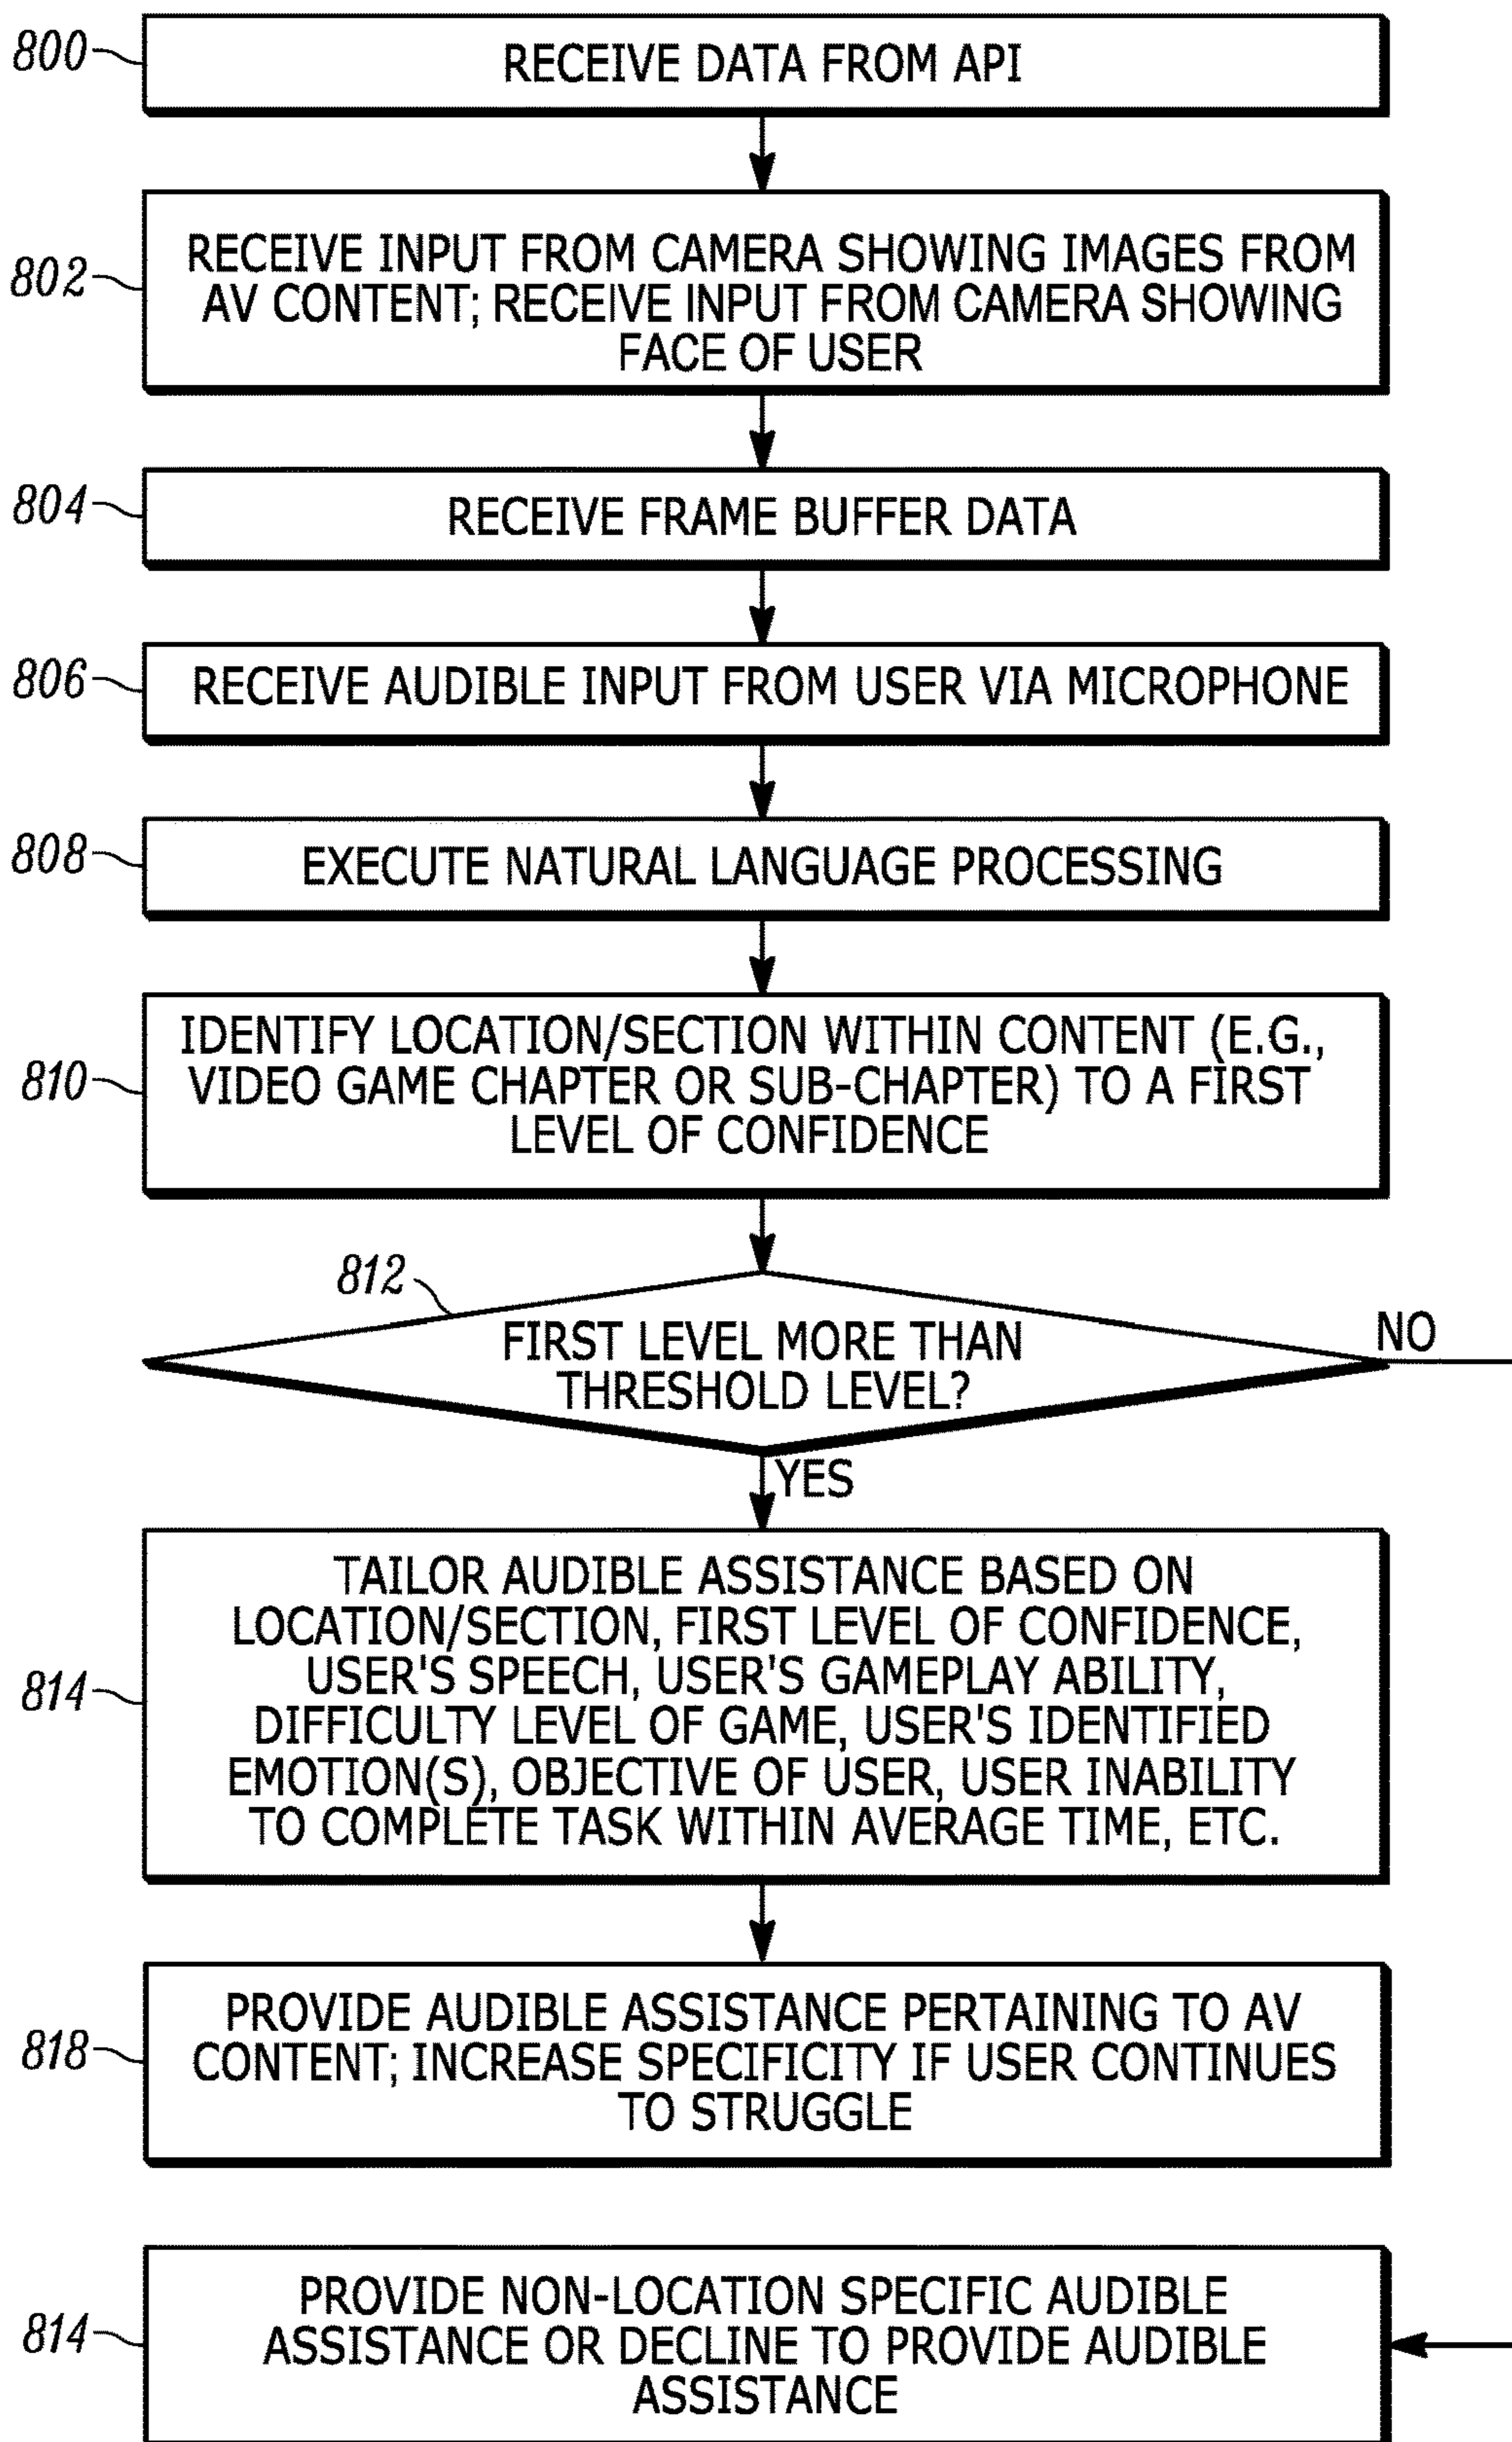 800
RECEIVE DATA FROM API
802
RECEIVE INPUT FROM CAMERA SHOWING IMAGES FROM
AV CONTENT; RECEIVE INPUT FROM CAMERA SHOWING
FACE OF USER
804
RECEIVE FRAME BUFFER DATA
806
RECEIVE AUDIBLE INPUT FROM USER VIA MICROPHONE
808
EXECUTE NATURAL LANGUAGE PROCESSING
810
IDENTIFY LOCATION/SECTION WITHIN CONTENT (E.G.,
VIDEO GAME CHAPTER OR SUB-CHAPTER) TO A FIRST
LEVEL OF CONFIDENCE
812
FIRST LEVEL MORE THAN
THRESHOLD LEVEL?
NO
YES
814
TAILOR AUDIBLE ASSISTANCE BASED ON
LOCATION/SECTION, FIRST LEVEL OF CONFIDENCE,
USER'S SPEECH, USER'S GAMEPLAY ABILITY,
DIFFICULTY LEVEL OF GAME, USER'S IDENTIFIED
EMOTION(S), OBJECTIVE OF USER, USER INABILITY
TO COMPLETE TASK WITHIN AVERAGE TIME, ETC.
818
PROVIDE AUDIBLE ASSISTANCE PERTAINING TO AV
CONTENT; INCREASE SPECIFICITY IF USER CONTINUES
TO STRUGGLE
814
PROVIDE NON-LOCATION SPECIFIC AUDIBLE
ASSISTANCE OR DECLINE TO PROVIDE AUDIBLE
ASSISTANCE